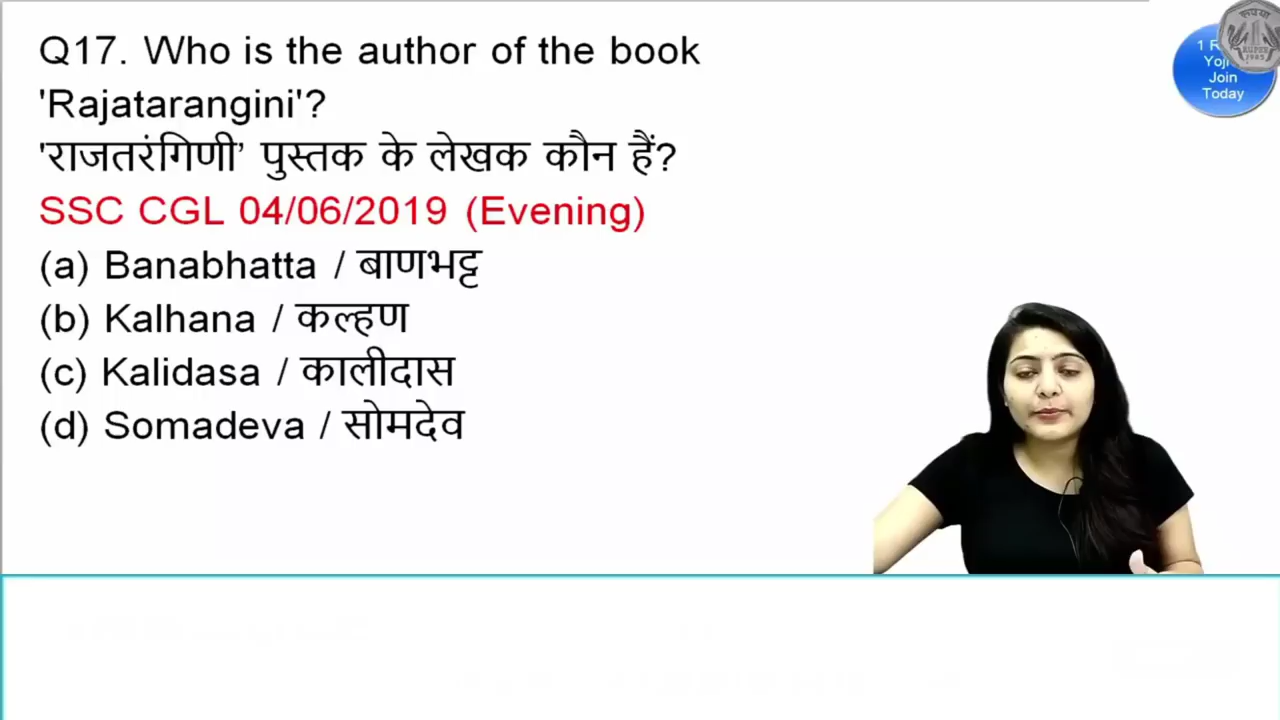 Q17. Who is the author of the book
'Rajatarangini'?
'राजतरंगिणी’ पुस्तक के लेखक कौन हैं?
SSC CGL 04/06/2019 (Evening)
(a) Banabhatta / बाणभट्ट
(b) Kalhana / कल्हण
(c) Kalidasa / कालीदास
(d) Somadeva / सोमदेव
1
Join
Today